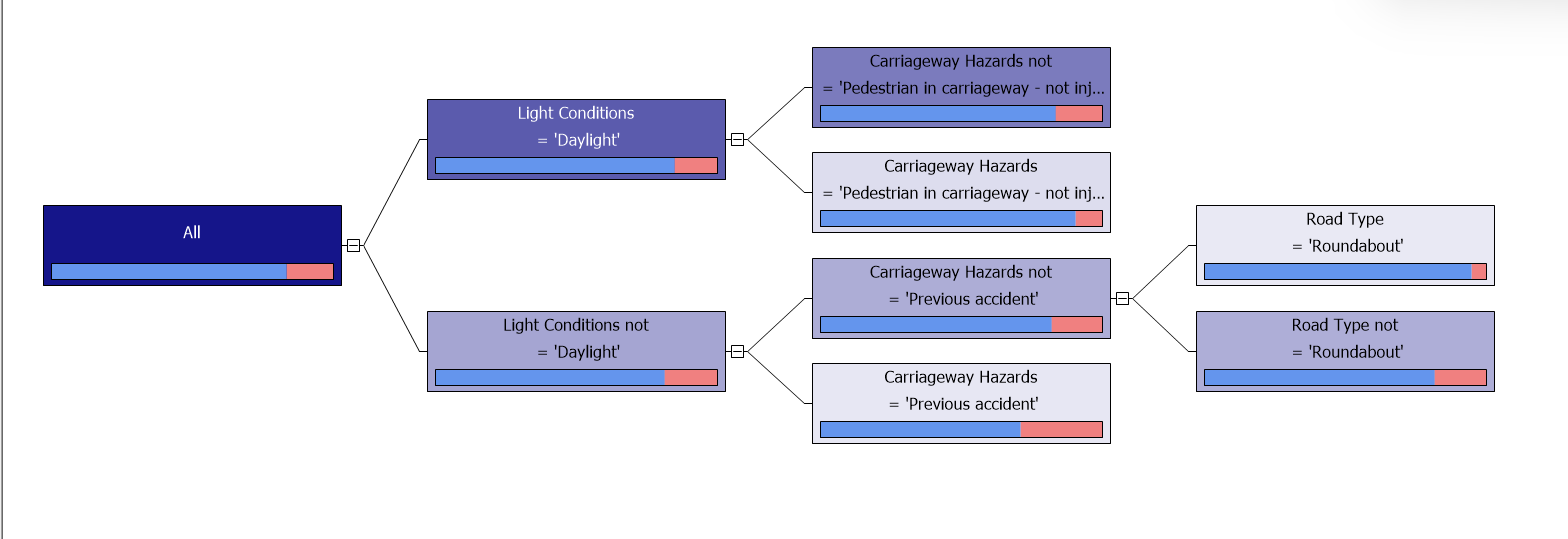 All
Light Conditions
= 'Daylight'
Light Conditions not
= 'Daylight'
Carriageway Hazards not
= 'Pedestrian in carriageway - not inj...
Carriageway Hazards
= 'Pedestrian in carriageway - not inj...
Carriageway Hazards not
= 'Previous accident'
Carriageway Hazards
= 'Previous accident'
Road Type
= 'Roundabout'
Road Type not
= 'Roundabout'